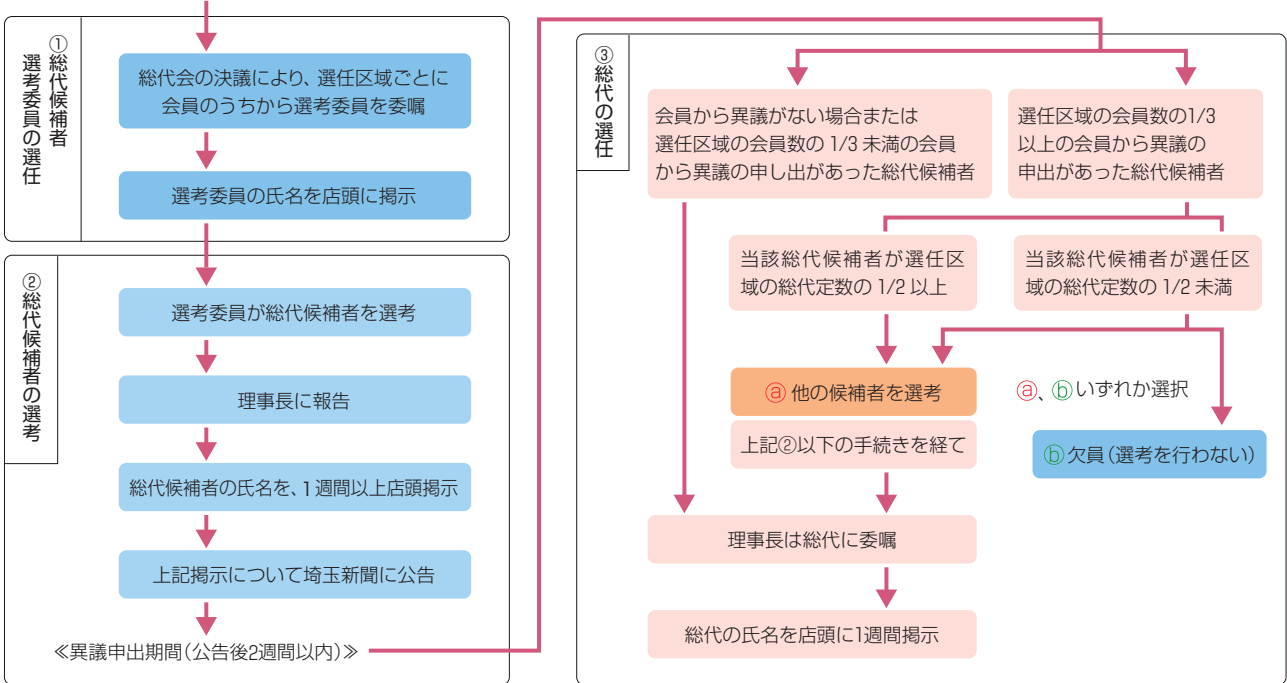 ①総代候補者
選考委員の選任
総代会の決議により、選任区域ごとに
会員のうちから選考委員を委嘱
選考委員の氏名を店頭に掲示
②総代候補者の選考
選考委員が総代候補者を選考
理事長に報告
総代候補者の氏名を、1週間以上店頭掲示
上記掲示について埼玉新聞に公告
≪異議申出期間(公告後2週間以内)≫
③総代の選任
会員から異議がない場合または
選任区域の会員数の 1/3 未満の会員
から異議の申し出があった総代候補者
選任区域の会員数の1/3
以上の会員から異議の
申出があった総代候補者
当該総代候補者が選任区
域の総代定数の 1/2 以上
当該総代候補者が選任区
域の総代定数の 1/2 未満
ⓐ 他の候補者を選考
ⓐ、ⓑ いずれか選択
上記②以下の手続きを経て
ⓑ 欠員(選考を行わない)
理事長は総代に委嘱
総代の氏名を店頭に1週間掲示